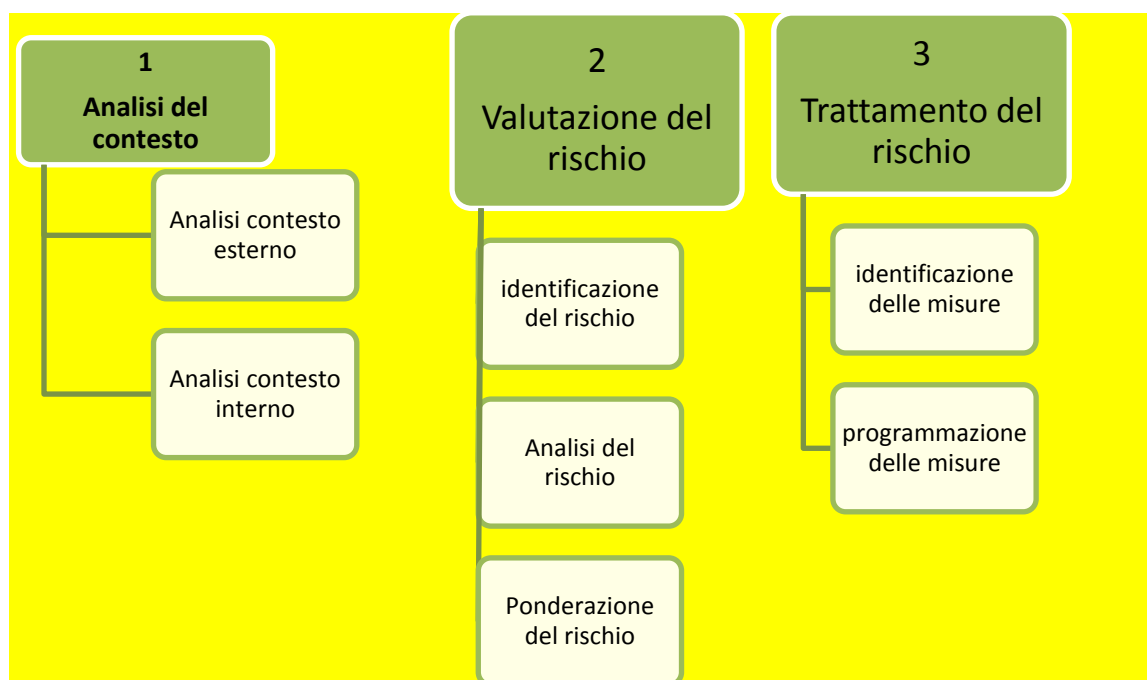 1
Analisi del
contesto
Analisi contesto
esterno
Analisi contesto
interno
2
Valutazione del
rischio
identificazione
del rischio
Analisi del
rischio
Ponderazione
del rischio
3
Trattamento del
rischio
identificazione
delle misure
programmazione
delle misure